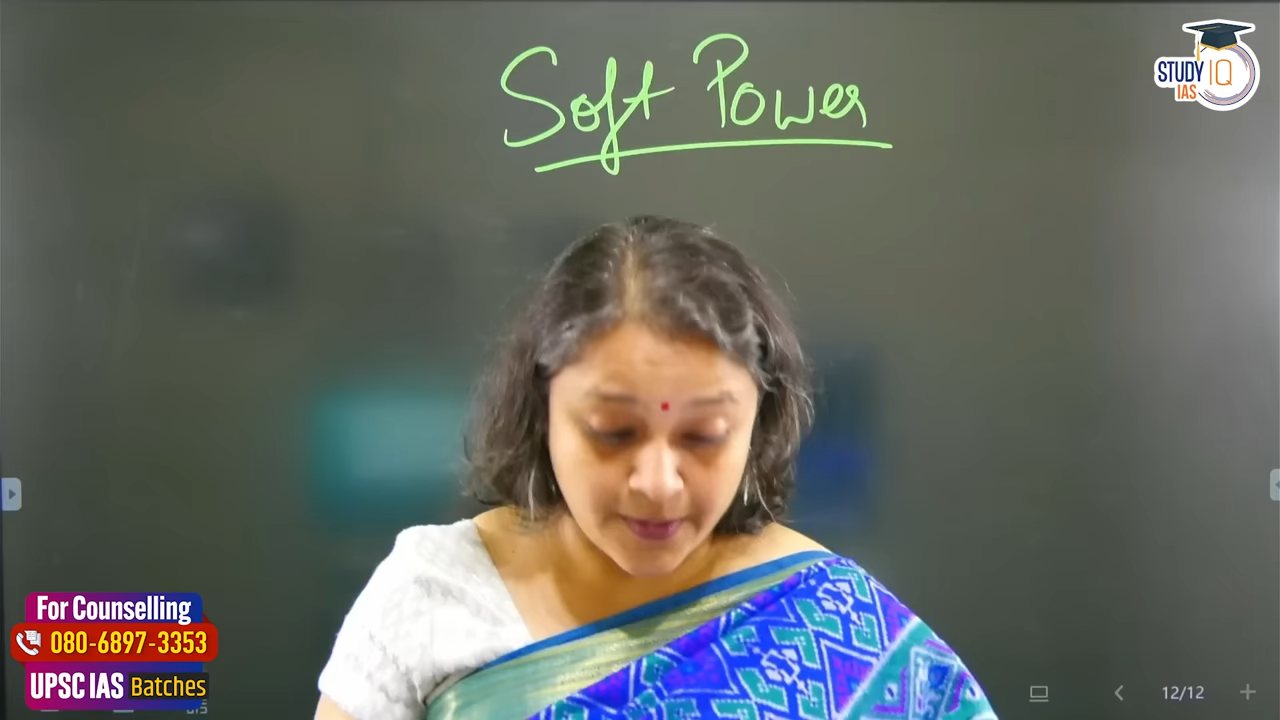 Soft Power
STUDY IQ
IAS
For Counselling
080-6897-3353
UPSC IAS Batches
12/12